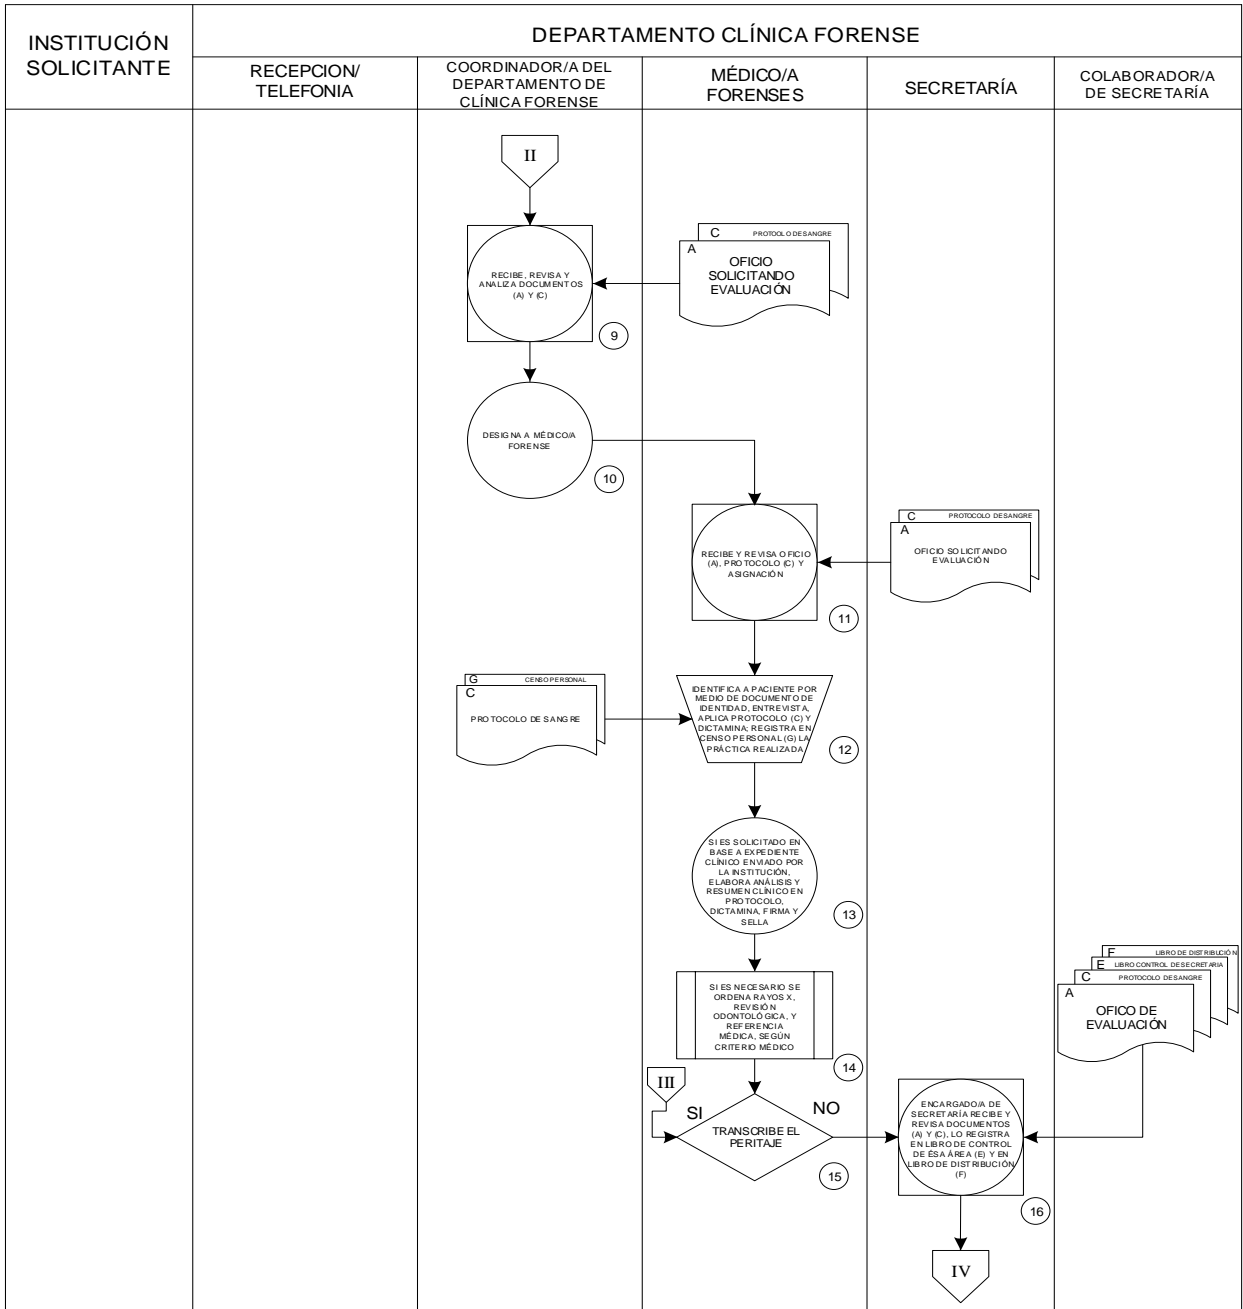 INSTITUCIÓN
SOLICITANTE
DEPARTAMENTO CLÍNICA FORENSE
RECEPCION/
TELEFONIA
COORDINADOR/A DEL
DEPARTAMENTO DE
CLÍNICA FORENSE
MÉDICO/A
FORENSES
SECRETARÍA
COLABORADOR/A
DE SECRETARÍA
II
RECIBE, REVISA Y
ANALIZA DOCUMENTOS
(A) Y (C)
9
C
PROTOOLO DE SANGRE
A
OFICIO
SOLICITANDO
EVALUACIÓN
DESIGNA A MÉDICO/A
FORENSE
10
RECIBE Y REVISA OFICIO
(A), PROTOCOLO (C) Y
ASIGNACIÓN
11
C
PROTOCOLO DE SANGRE
A
OFICIO SOLICITANDO
EVALUACIÓN
G
CENSO PERSONAL
C
PROTOCOLO DE SANGRE
IDENTIFICA A PACIENTE POR
MEDIO DE DOCUMENTO DE
IDENTIDAD, ENTREVISTA,
APLICA PROTOCOLO (C) Y
DICTAMINA; REGISTRA EN
CENSO PERSONAL (G) LA
PRÁCTICA REALIZADA
12
SI ES SOLICITADO EN
BASE A EXPEDIENTE
CLÍNICO ENVIADO POR
LA INSTITUCIÓN,
ELABORA ANÁLISIS Y
RESUMEN CLÍNICO EN
PROTOCOLO,
DICTAMINA, FIRMA Y
SELLA
13
SI ES NECESARIO SE
ORDENA RAYOS X,
REVISIÓN
ODONTOLÓGICA, Y
REFERENCIA
MÉDICA, SEGÚN
CRITERIO MÉDICO
14
III
SI
NO
TRANSCRIBE EL
PERITAJE
15
F
LIBRO DE DISTRIBUCIÓN
E
LIBRO CONTROL DE SECRETARIA
C
PROTOCOLO DE SANGRE
A
OFICO DE
EVALUACIÓN
ENCARGADO/A DE
SECRETARÍA RECIBE Y
REVISA DOCUMENTOS
(A) Y (C), LO REGISTRA
EN LIBRO DE CONTROL
DE ÉSA ÁREA (E) Y EN
LIBRO DE DISTRIBUCIÓN
(F)
16
IV